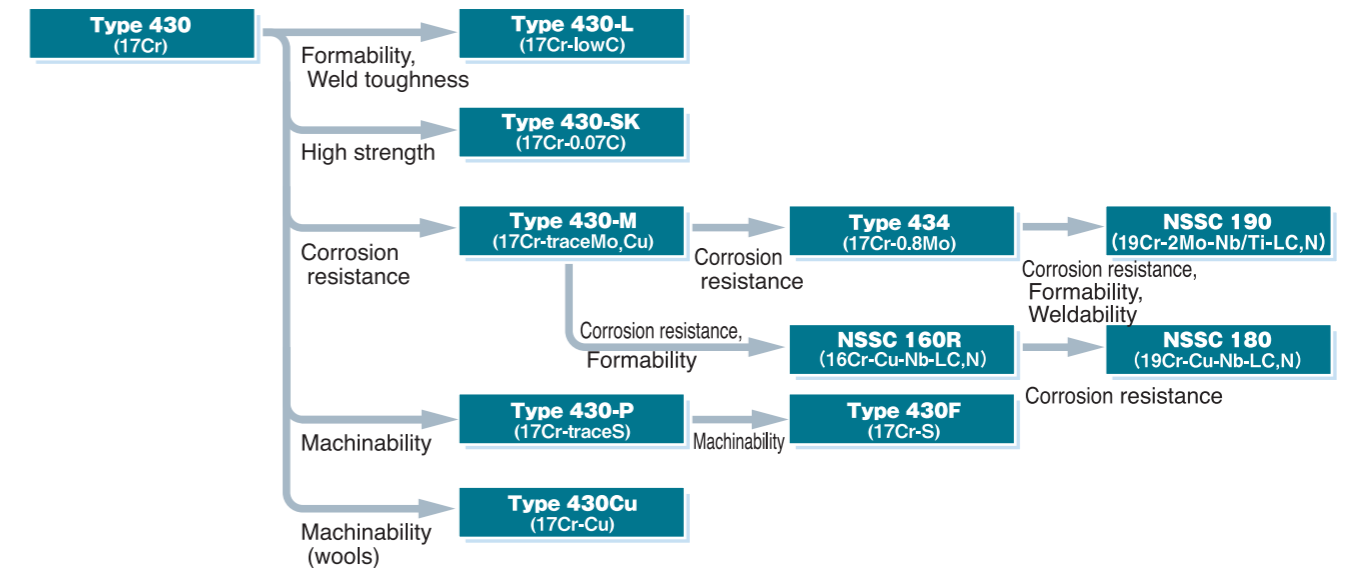 Type 430
(17Cr)
Formability,
Weld toughness
Type 430-L
(17Cr-lowC)
High strength
Type 430-SK
(17Cr-0.07C)
Corrosion
resistance
Type 430-M
(17Cr-traceMo,Cu)
Corrosion
resistance
Type 434
(17Cr-0.8Mo)
Corrosion resistance,
Formability,
Weldability
NSSC 190
(19Cr-2Mo-Nb/Ti-LC,N)
Corrosion resistance,
Formability
NSSC 160R
(16Cr-Cu-Nb-LC,N)
Corrosion resistance
NSSC 180
(19Cr-Cu-Nb-LC,N)
Machinability
Type 430-P
(17Cr-traceS)
Machinability
Type 430F
(17Cr-S)
Machinability
(wools)
Type 430Cu
(17Cr-Cu)